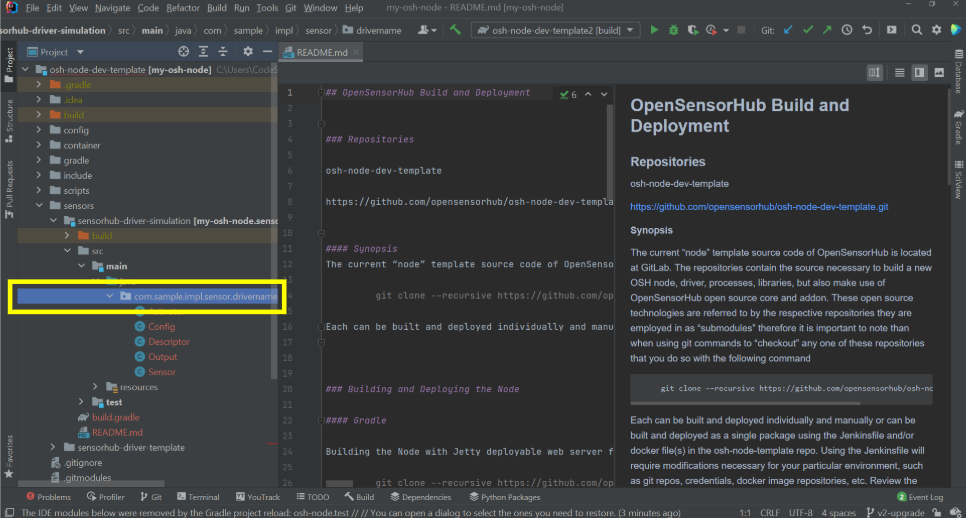 File Edit View Navigate Code Refactor Build Run Tools Git Window Help my-osh-node - README.md [my-osh-node]
sorhub-driver-simulation src main java com sample impl sensor drivername osh-node-dev-template2 [build] Git:
Project
README.md
Project
Structure
Pull Requests
Favorites
osh-node-dev-template [my-osh-node] C:\Users\CodeS
.gradle
.idea
build
config
container
gradle
include
scripts
sensors
sensorhub-driver-simulation [my-osh-node.senso
build
src
main
java
com.sample.impl.sensor.drivername
Config
Descriptor
Output
Sensor
resources
test
build.gradle
README.md
sensorhub-driver-template
.gitignore
.gitmodules
6
1 ## OpenSensorHub Build and Deployment
2
3
4 ### Repositories
5
6 osh-node-dev-template
7
8 https://github.com/opensensorhub/osh-node-dev-templa
9
10
11 #### Synopsis
12 The current “node” template source code of OpenSenso
13
14 git clone --recursive https://github.com/op
15
16 Each can be built and deployed individually and manu
17
18
19
20 ### Building and Deploying the Node
21
22 #### Gradle
23
24 Building the Node with Jetty deployable web server f
25
26 git clone --recursive https://github.com/op
OpenSensorHub Build and
Deployment
Repositories
osh-node-dev-template
https://github.com/opensensorhub/osh-node-dev-template.git
Synopsis
The current “node” template source code of OpenSensorHub is located
at GitLab. The repositories contain the source necessary to build a new
OSH node, driver, processes, libraries, but also make use of
OpenSensorHub open source core and addon. These open source
technologies are referred to by the respective repositories they are
employed in as “submodules” therefore it is important to note than
when using git commands to “checkout” any one of these repositories
that you do so with the following command
git clone --recursive https://github.com/opensensorhub/osh-no
Each can be built and deployed individually and manually or can be
built and deployed as a single package using the Jenkinsfile and/or
docker file(s) in the osh-node-template repo. Using the Jenkinsfile will
require modifications necessary for your particular environment, such
as git repos, credentials, docker image repositories, etc. Review the
Database
Gradle
SciView
Problems Profiler Git Terminal YouTrack TODO Build Dependencies Python Packages 2 Event Log
The IDE modules below were removed by the Gradle project reload: osh-node.test // // You can open a dialog to select the ones you need to restore. (3 minutes ago) 1:1 CRLF UTF-8 4 spaces v2-upgrade